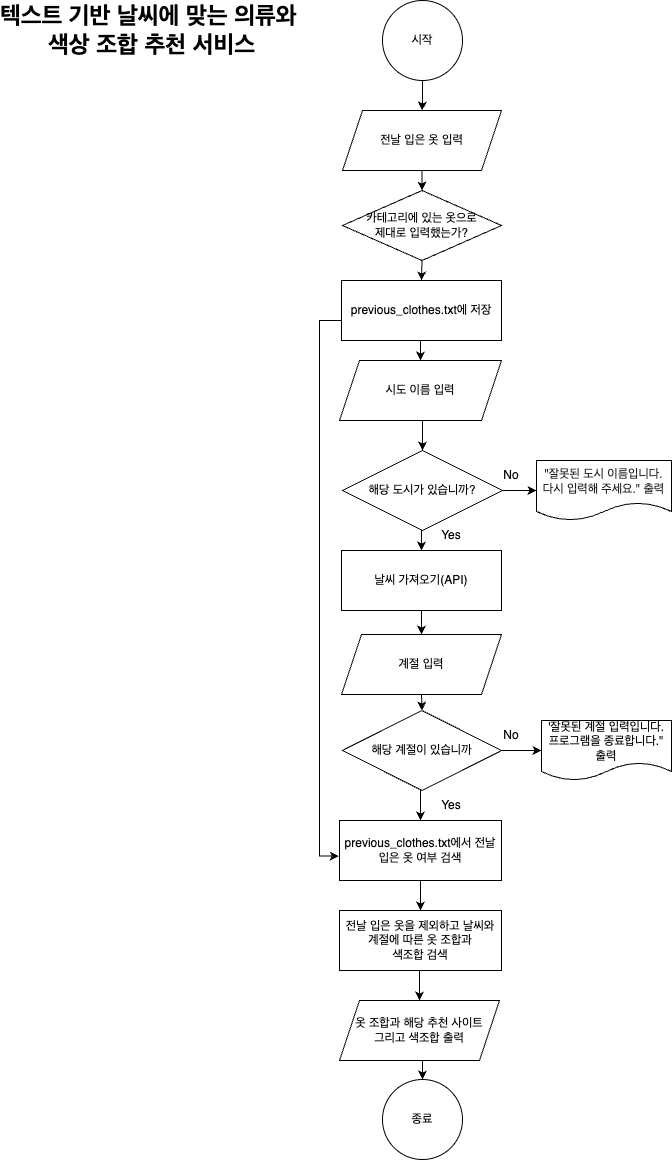 텍스트 기반 날씨에 맞는 의류와
색상 조합 추천 서비스
시작
전날 입은 옷 입력
카테고리에 있는 옷으로
제대로 입력했는가?
previous_clothes.txt에 저장
시도 이름 입력
해당 도시가 있습니까?
No
"잘못된 도시 이름입니다.
다시 입력해 주세요." 출력
Yes
날씨 가져오기(API)
계절 입력
해당 계절이 있습니까
No
'잘못된 계절 입력입니다.
프로그램을 종료합니다."
출력
Yes
previous_clothes.txt에서 전날
입은 옷 여부 검색
전날 입은 옷을 제외하고 날씨와
계절에 따른 옷 조합과
색조합 검색
옷 조합과 해당 추천 사이트
그리고 색조합 출력
종료